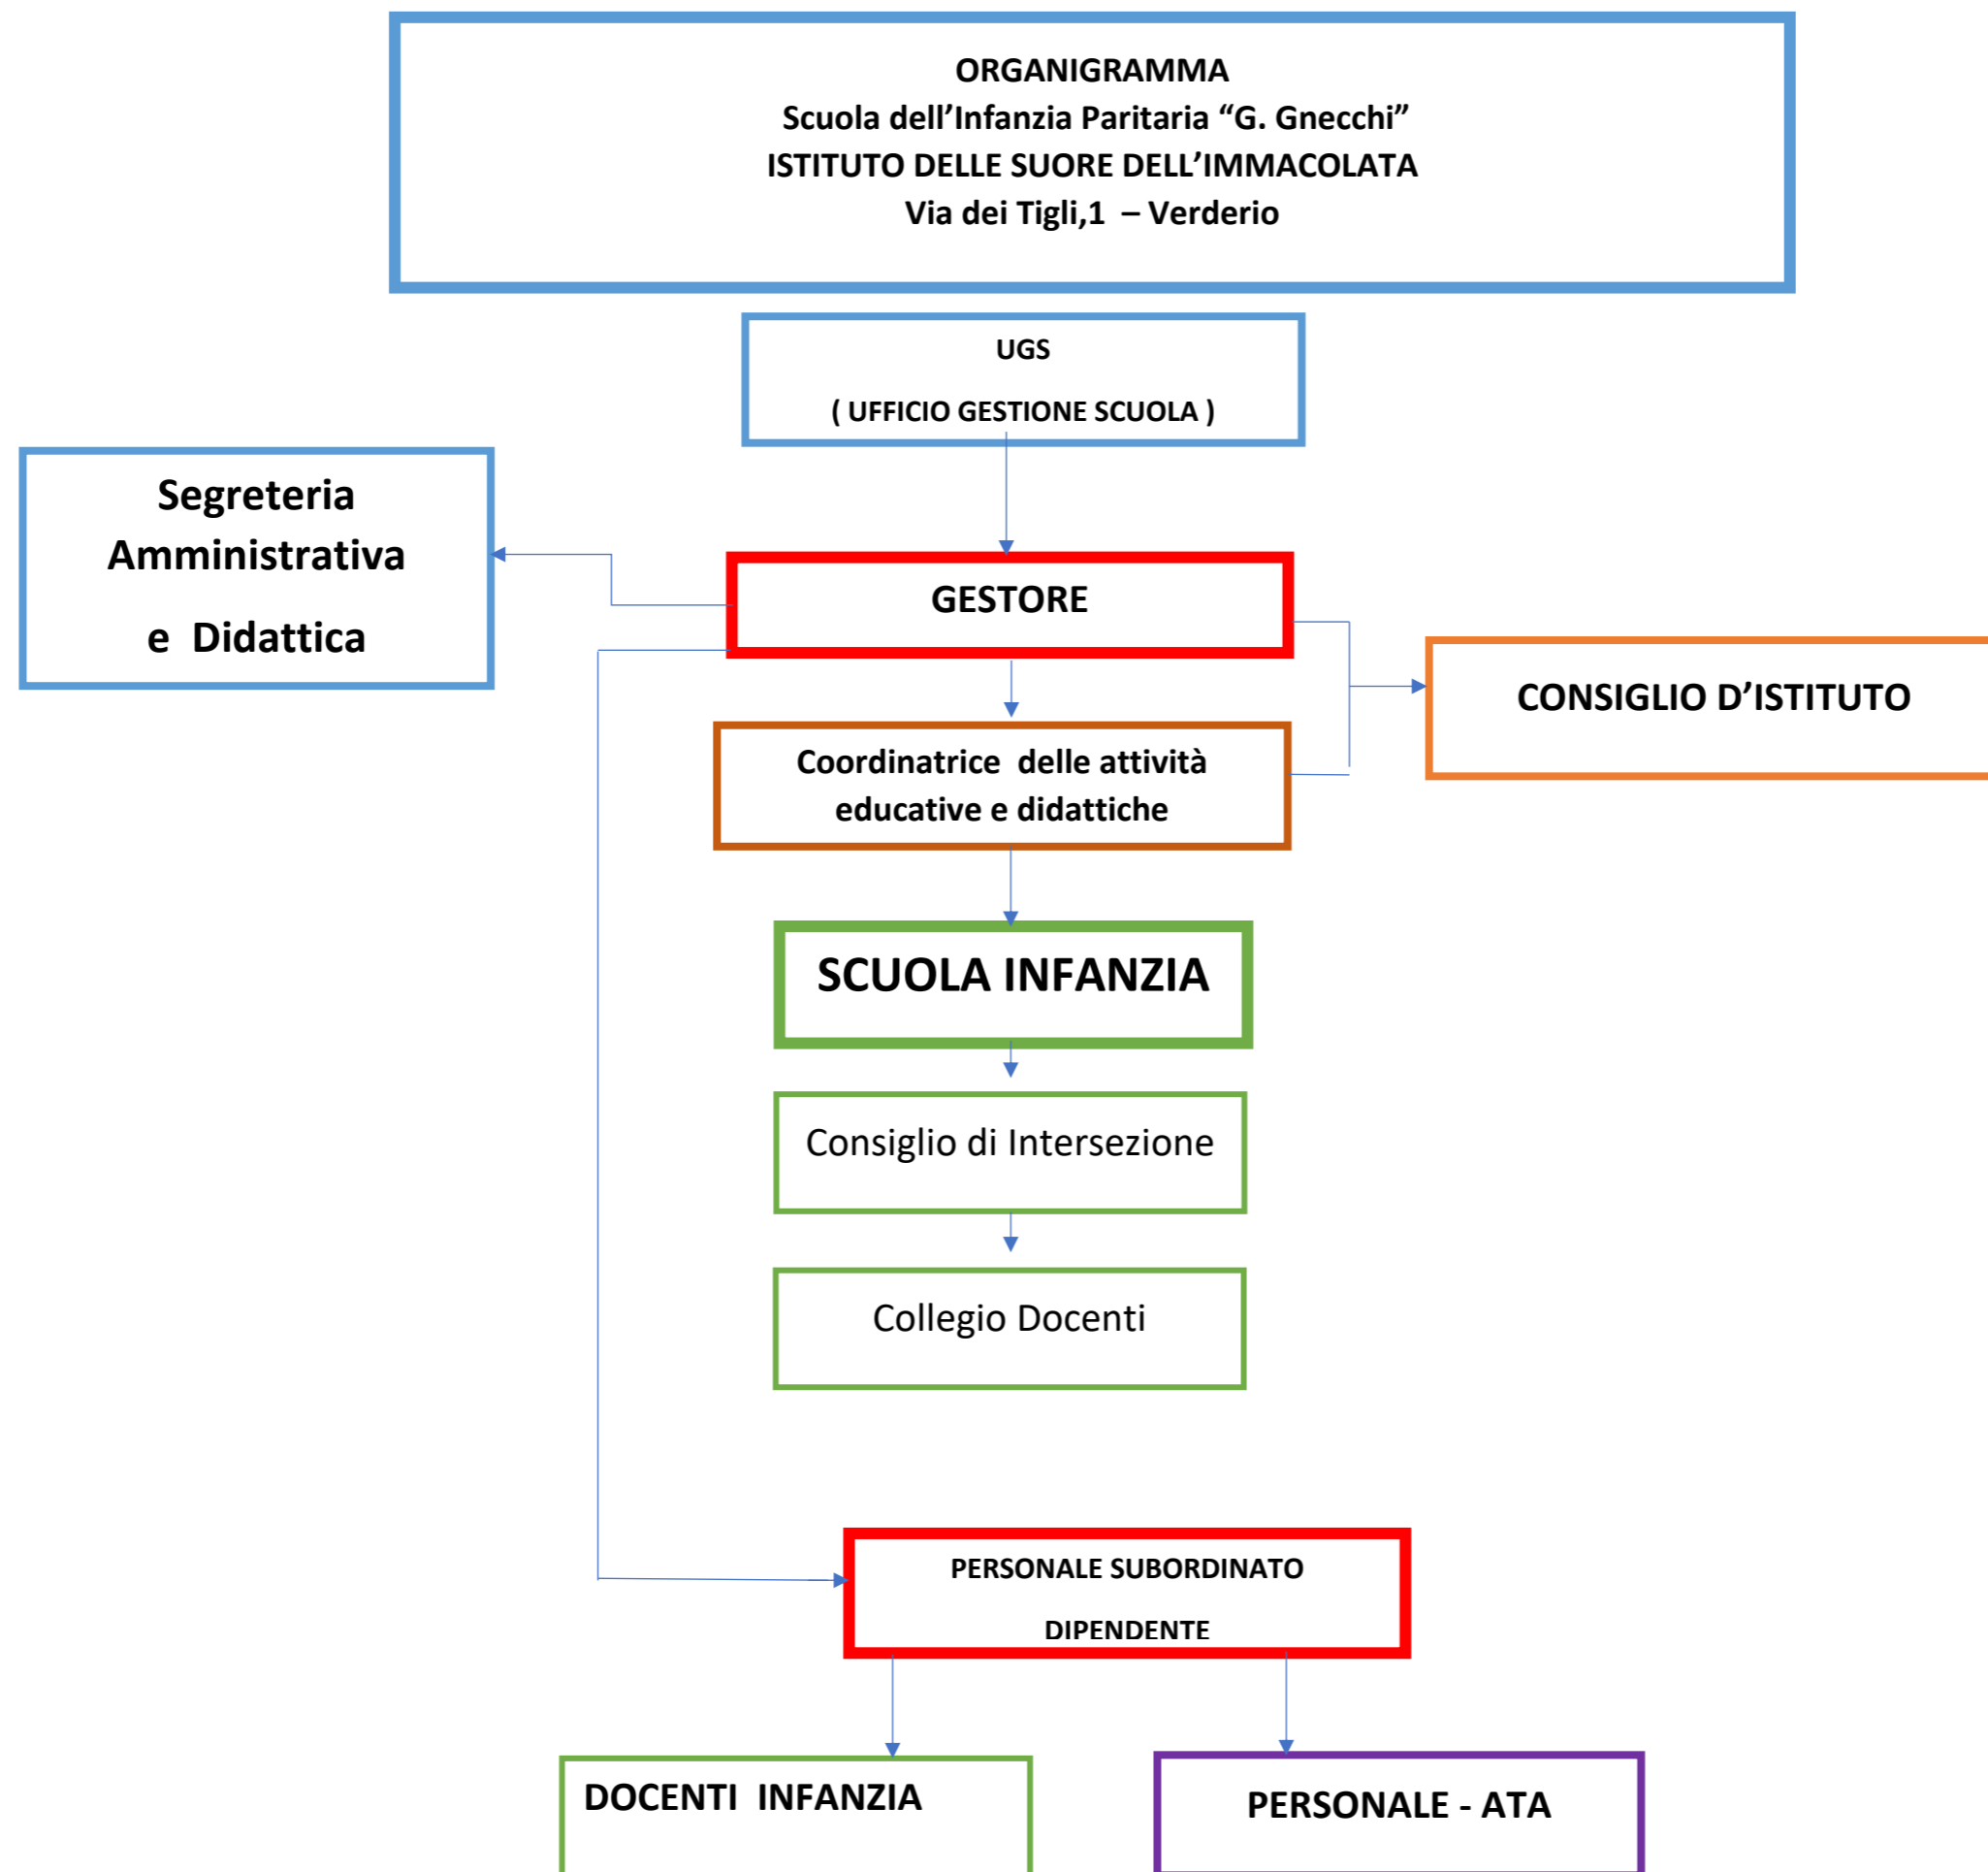 ORGANIGRAMMA
Scuola dell’Infanzia Paritaria “G. Gnecchi”
ISTITUTO DELLE SUORE DELL’IMMACOLATA
Via dei Tigli,1 – Verderio
UGS
( UFFICIO GESTIONE SCUOLA )
Segreteria
Amministrativa
e Didattica
GESTORE
CONSIGLIO D’ISTITUTO
Coordinatrice delle attività
educative e didattiche
SCUOLA INFANZIA
Consiglio di Intersezione
Collegio Docenti
PERSONALE SUBORDINATO
DIPENDENTE
DOCENTI INFANZIA
PERSONALE - ATA